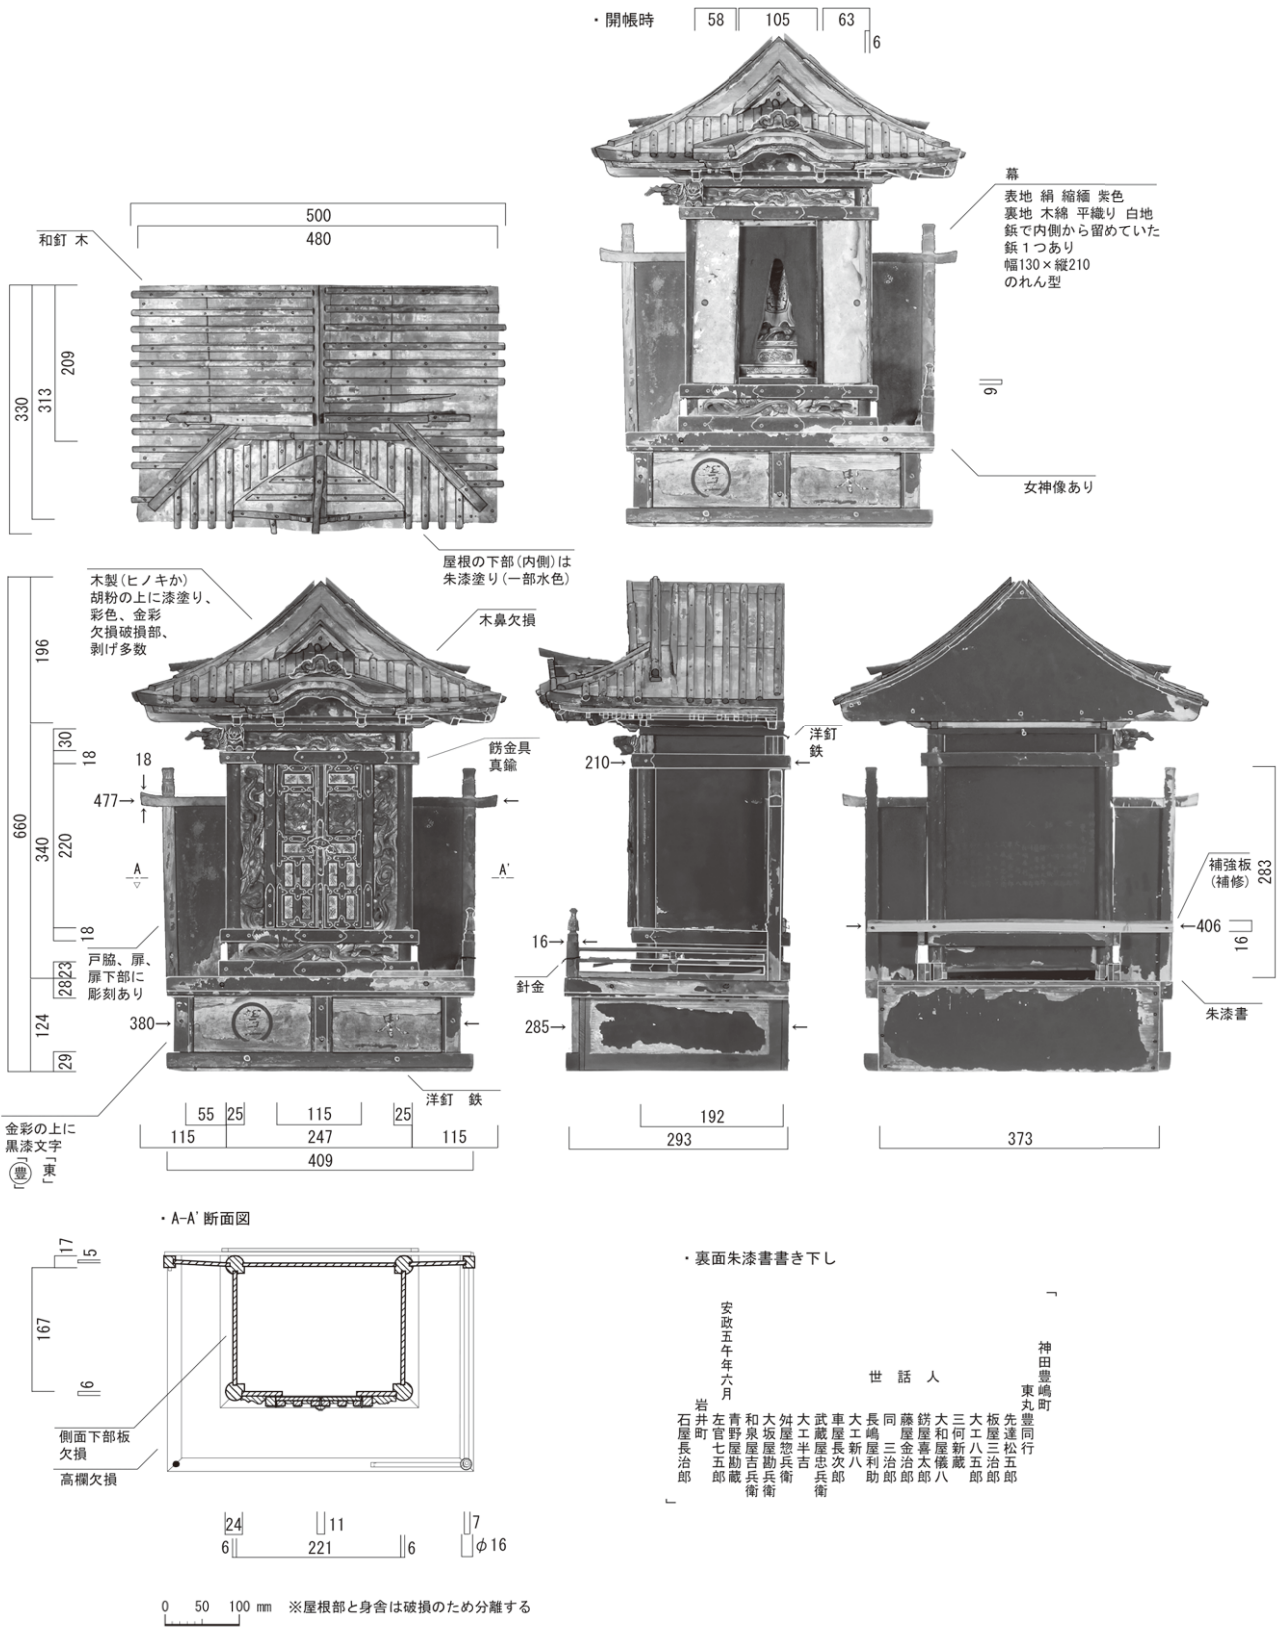 ・開帳時
58
105
63
6
幕
表地 絹 縮緬 紫色
裏地 木綿 平織り 白地
鋲で内側から留めていた
鋲１つあり
幅130×縦210
のれん型
9
女神像あり
500
480
和釘 木
330
313
209
屋根の下部(内側)は
朱漆塗り(一部水色)
木製(ヒノキか)
胡粉の上に漆塗り、
彩色、金彩
欠損破損部、
剥げ多数
木鼻欠損
錺金具
真鍮
660
196
340
124
30
18
220
18
23
28
29
18
477→
←
A
▽
A'
戸脇、扉、
扉下部に
彫刻あり
380→
←
金彩の上に
黒漆文字
「豊」
「東」
洋釘 鉄
55
25
115
25
115
247
115
409
洋釘
鉄
210→
←
16→
←
針金
285→
←
192
293
補強板
(補修)
283
→
←406
16
朱漆書
373
・A-A'断面図
17
5
167
6
側面下部板
欠損
高欄欠損
24
11
7
6
221
6
φ16
・裏面朱漆書書き下し
「
神田豊嶋町
東丸豊同行
先達松五郎
板屋三治郎
大工八五郎
三何新蔵
大和屋儀八
錺屋喜太郎
藤屋金治郎
同 三治郎
長嶋屋利助
大工新八
車屋長次郎
武蔵屋忠兵衛
大工半吉
舛屋惣兵衛
大坂屋勘兵衛
和泉屋吉兵衛
青野屋勘蔵
左官七五郎
岩井町
石屋長治郎
世話人
安政五午年六月
」
0 50 100 mm
※屋根部と身舎は破損のため分離する